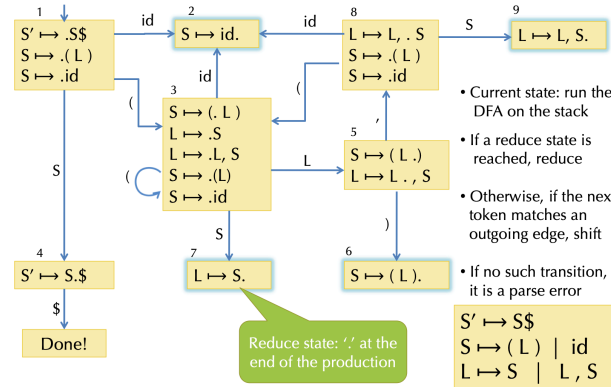 1
S' ↦ .S$
S ↦ .( L )
S ↦ .id
id
2
S ↦ id.
id
8
L ↦ L, . S
S ↦ .( L )
S ↦ .id
S
9
L ↦ L, S.
(
id
(
3
S ↦ (. L )
L ↦ .S
L ↦ .L, S
S ↦ .(L)
S ↦ .id
(
L
,
5
S ↦ ( L .)
L ↦ L . , S
S
S
)
4
S' ↦ S.$
7
L ↦ S.
6
S ↦ ( L ).
$
Done!
Reduce state: '.' at the
end of the production
• Current state: run the
DFA on the stack
• If a reduce state is
reached, reduce
• Otherwise, if the nex
token matches an
outgoing edge, shift
• If no such transition,
it is a parse error
S' ↦ S$
S ↦ ( L ) | id
L ↦ S | L , S